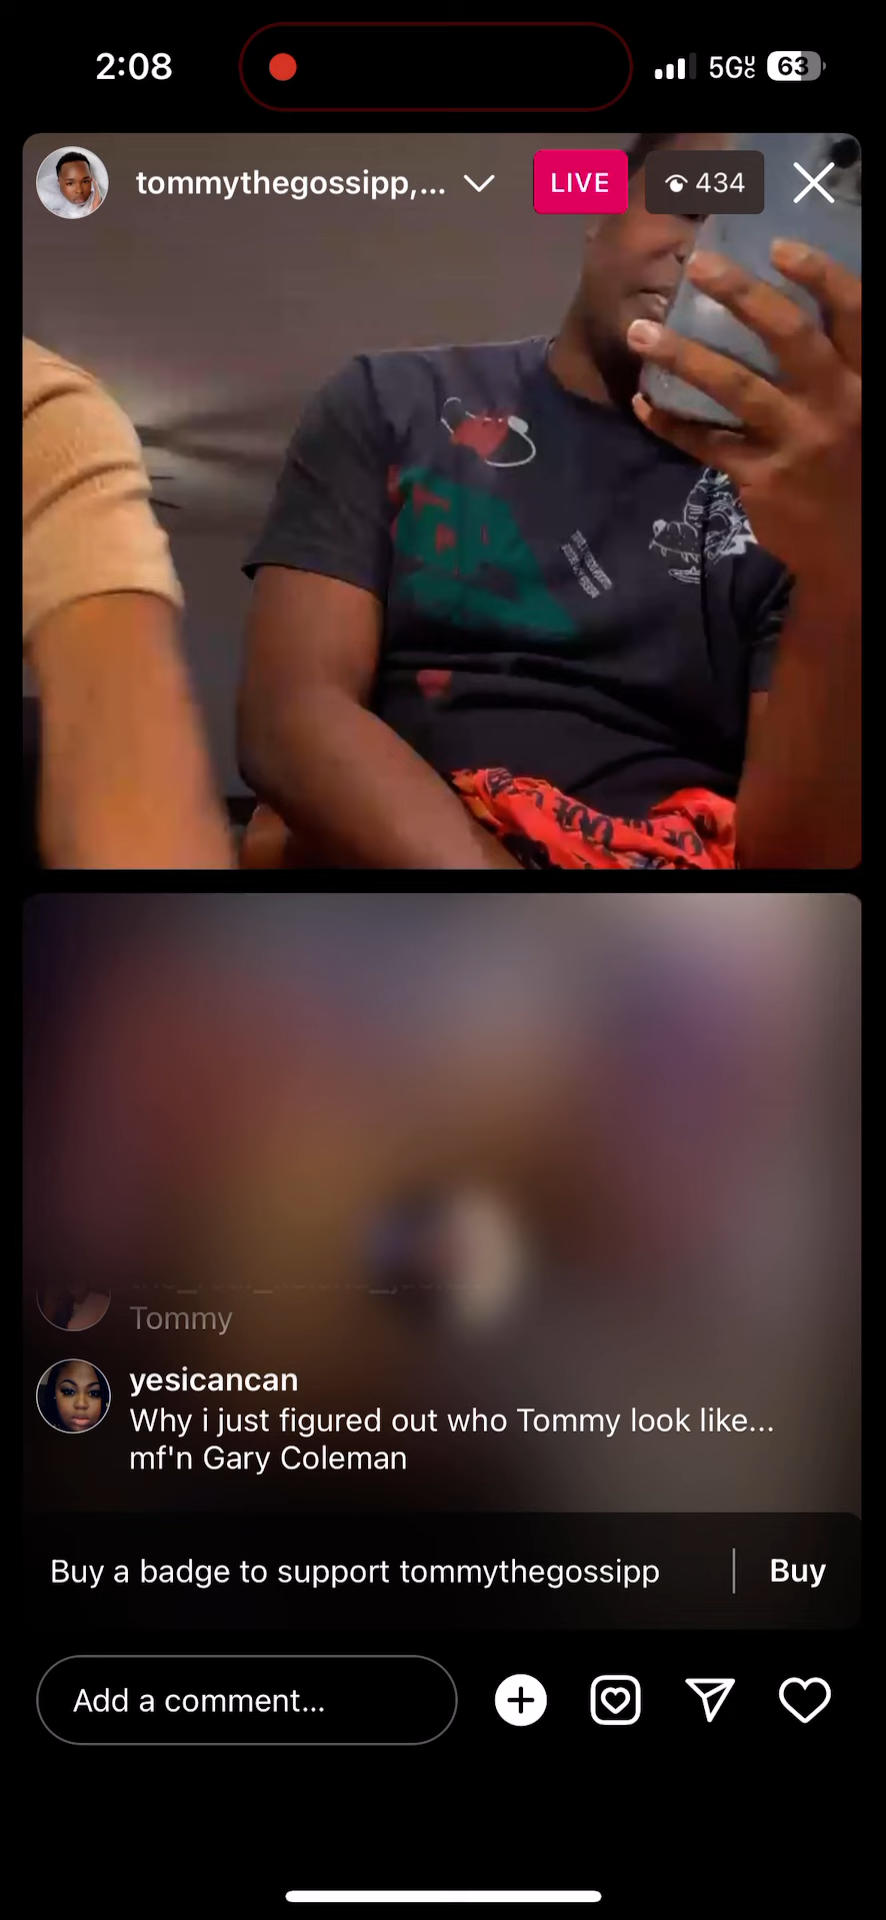 2:08
5GUC
63
tommythegossipp,...
LIVE
434
Tommy
yesicancan
Why i just figured out who Tommy look like...
mf'n Gary Coleman
Buy a badge to support tommythegossipp
Buy
Add a comment...